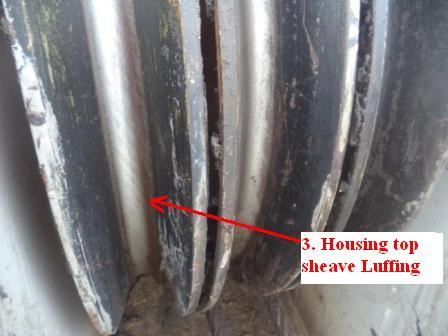 3. Housing top
sheave Luffing